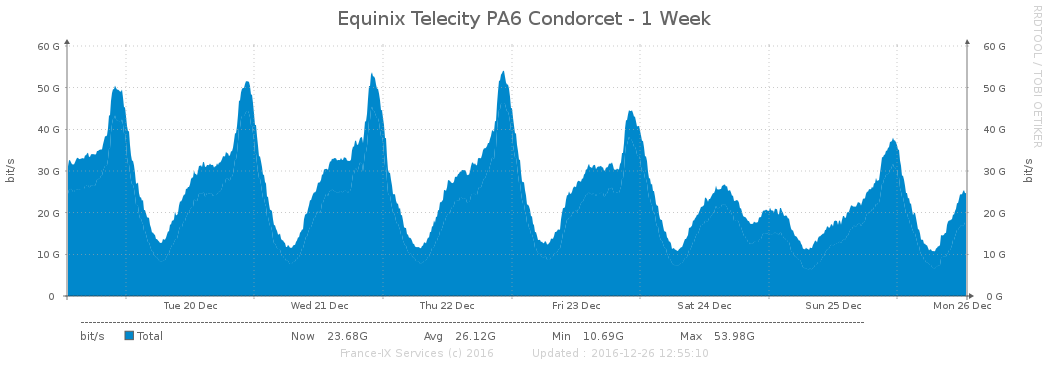 Equinix Telecity PA6 Condorcet - 1 Week
RRDTOOL / TOBI OETIKER
bit/s
60 G 60 G
50 G 50 G
40 G 40 G
30 G 30 G
20 G 20 G
10 G 10 G
0 0 G
bit/s
Tue 20 Dec Wed 21 Dec Thu 22 Dec Fri 23 Dec Sat 24 Dec Sun 25 Dec Mon 26 Dec
bit/s Total Now 23.68G Avg 26.12G Min 10.69G Max 53.98G
France-IX Services (c) 2016 Updated : 2016-12-26 12:55:10